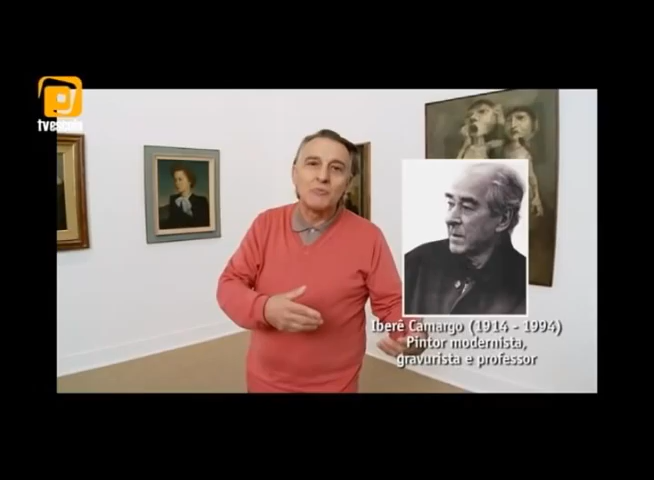 tvescola
Iberê Camargo (1914 - 1994)
Pintor modernista,
gravurista e professor